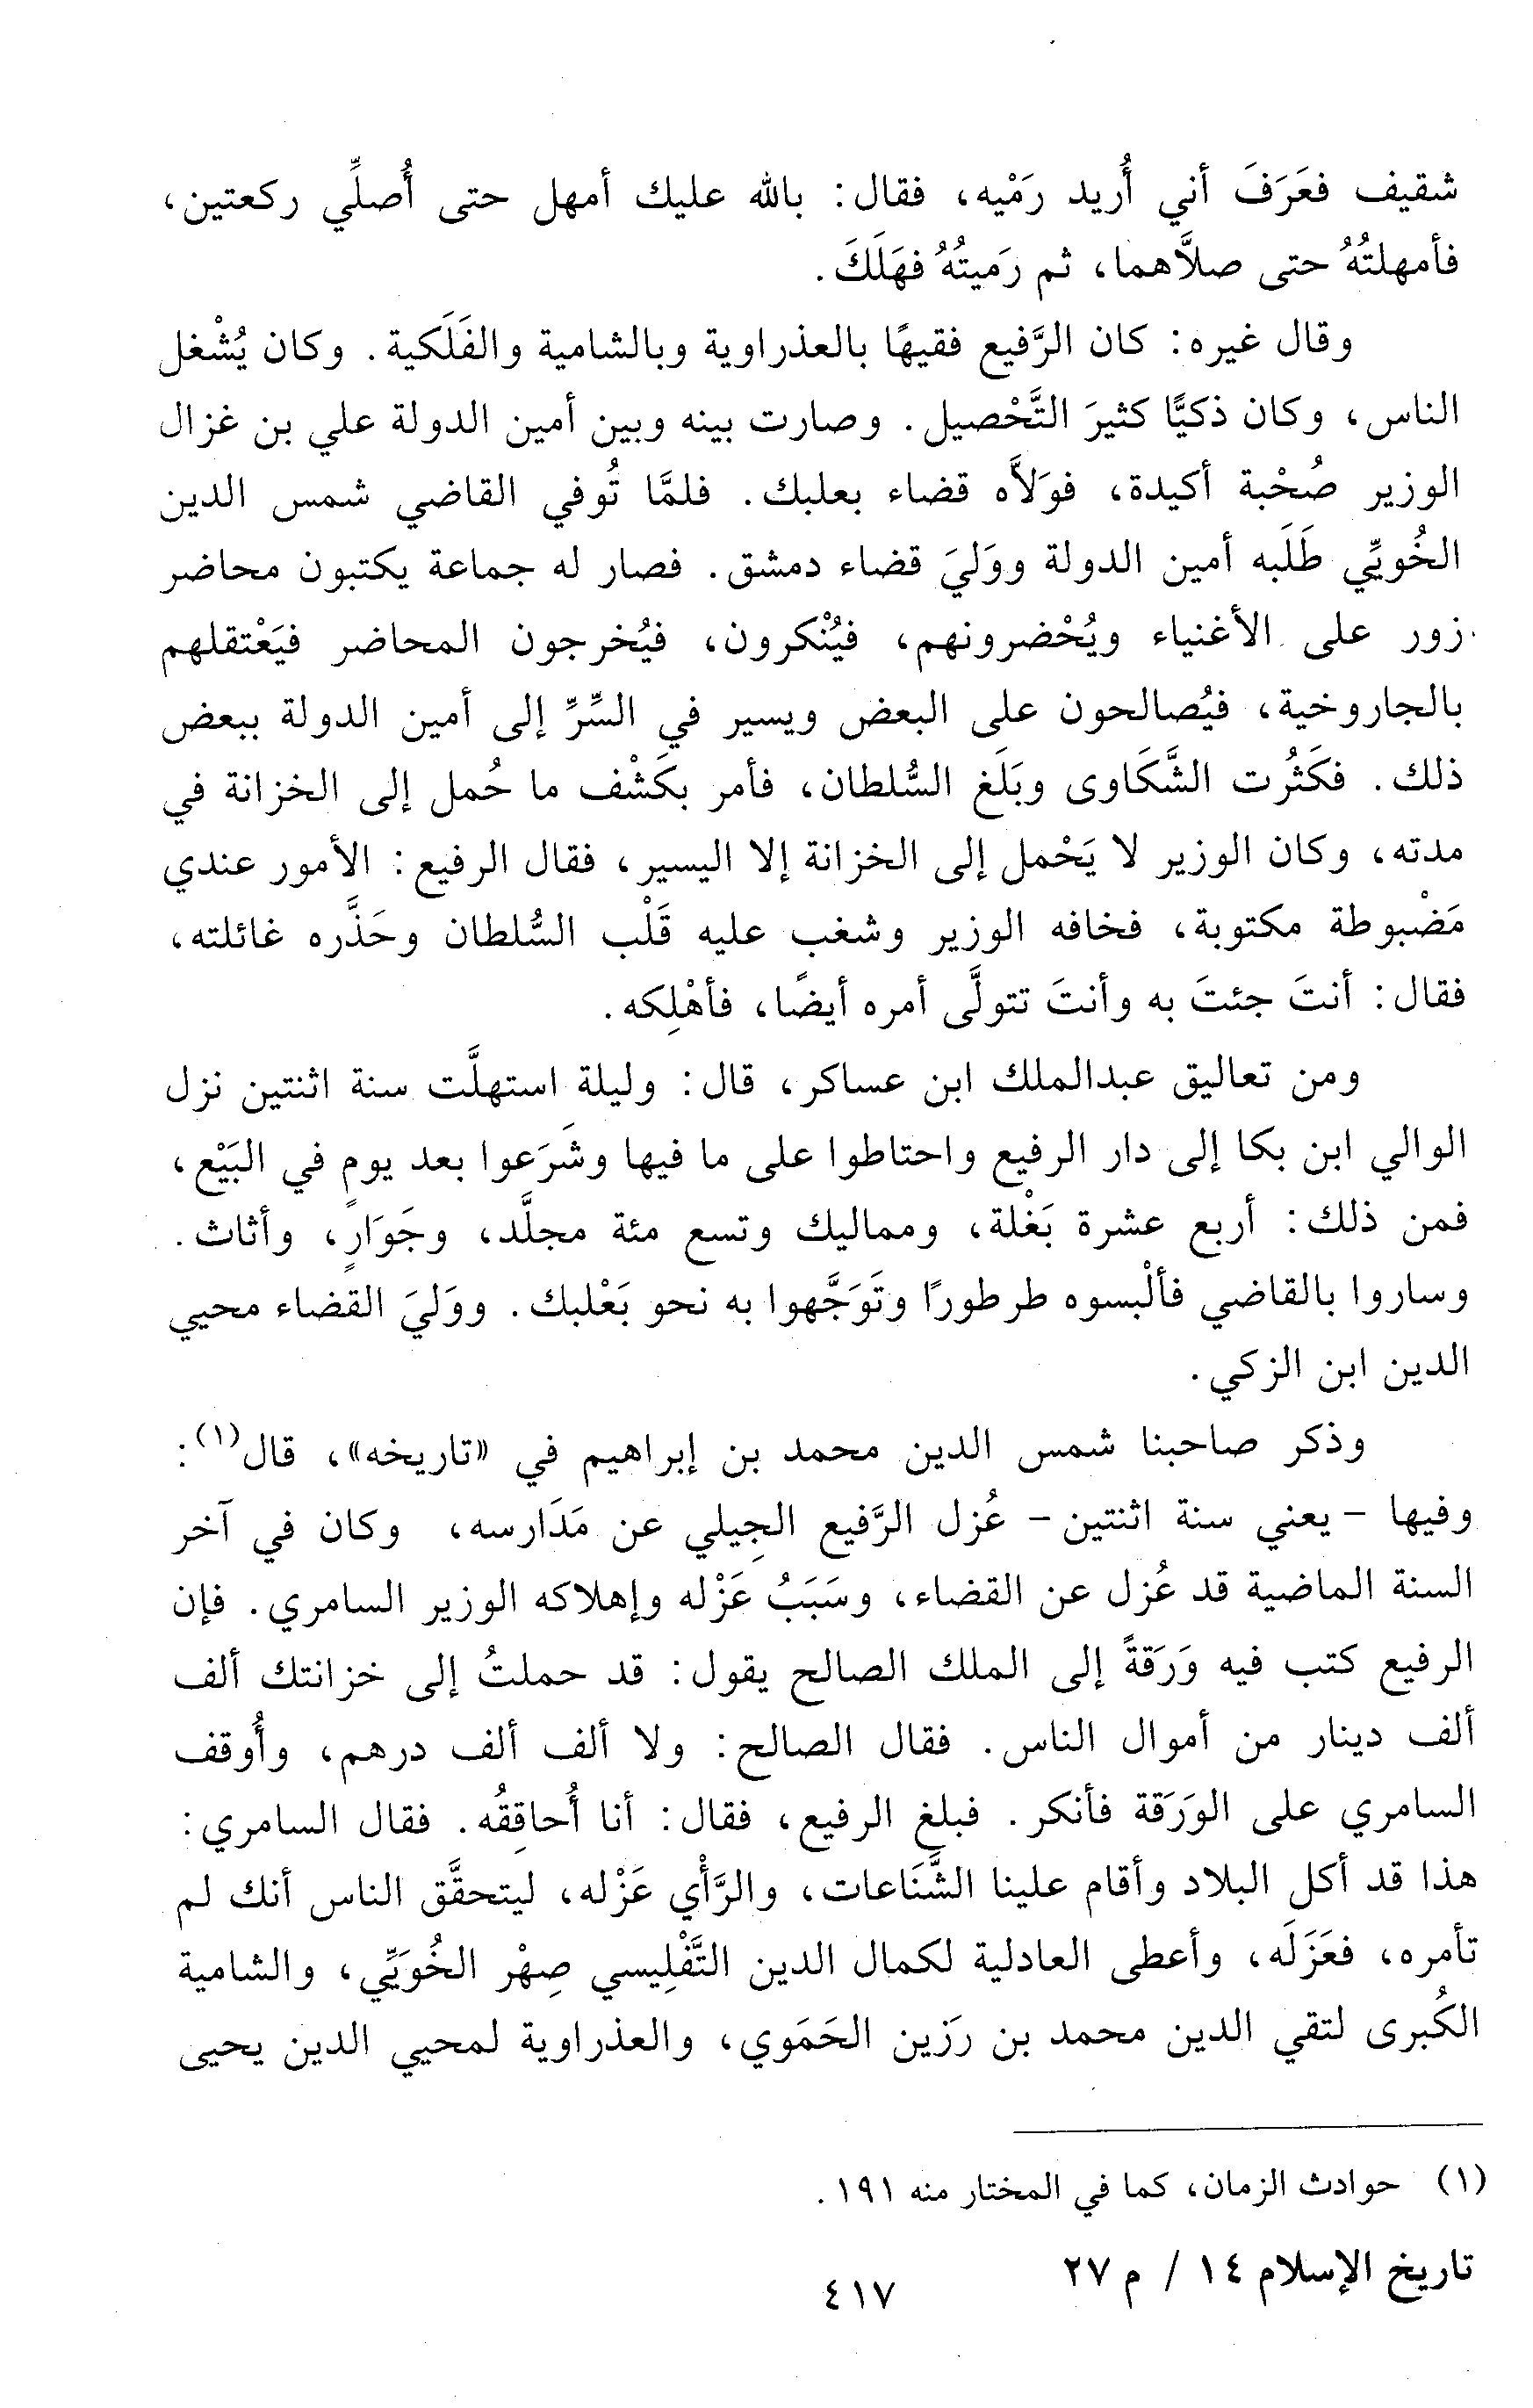 شقيف فعَرَفَ أني أُريد رَمْيه، فقال: بالله عليك أمهل حتى أُصلِّي ركعتين،
فأمهلتُهُ حتى صلاَّهما، ثم رَميتُهُ فهَلَكَ.
وقال غيره: كان الرَّفيع فقيهًا بالعذراوية وبالشامية والفَلَكية. وكان يُشْغل
الناس، وكان ذكيًّا كثيرَ التَّحْصيل. وصارت بينه وبين أمين الدولة علي بن غزال
الوزير صُحْبة أكيدة، فوَلاَّه قضاء بعلبك. فلمَّا تُوفي القاضي شمس الدين
الخُويِّي طَلَبه أمين الدولة ووَليَ قضاء دمشق. فصار له جماعة يكتبون محاضر
زور على الأغنياء ويُحْضرونهم، فيُنْكرون، فيُخرجون المحاضر فيَعْتقلهم
بالجاروخية، فيُصالحون على البعض ويسير في السِّرِّ إلى أمين الدولة ببعض
ذلك. فكَثُرت الشَّكَاوى وبَلَغ السُّلطان، فأمر بكَشْف ما حُمل إلى الخزانة في
مدته، وكان الوزير لا يَحْمل إلى الخزانة إلا اليسير، فقال الرفيع: الأمور عندي
مَضْبوطة مكتوبة، فخافه الوزير وشغب عليه قَلْب السُّلطان وحَذَّره غائلته،
فقال: أنتَ جئتَ به وأنتَ تتولَّى أمره أيضًا، فأهْلِكه.
ومن تعاليق عبدالملك ابن عساكر، قال: وليلة استهلَّت سنة اثنتين نزل
الوالي ابن بكا إلى دار الرفيع واحتاطوا على ما فيها وشَرَعوا بعد يوم في البَيْع،
فمن ذلك: أربع عشرة بَغْلة، ومماليك وتسع مئة مجلَّد، وجَوَارٍ، وأثاث.
وساروا بالقاضي فألْبسوه طرطورًا وتَوَجَّهوا به نحو بَعْلبك. ووَليَ القضاء محيي
الدين ابن الزكي.
وذكر صاحبنا شمس الدين محمد بن إبراهيم في «تاريخه»، قال(١):
وفيها - يعني سنة اثنتين - عُزل الرَّفيع الجِيلي عن مَدَارسه، وكان في آخر
السنة الماضية قد عُزل عن القضاء، وسَبَبُ عَزْله وإهلاكه الوزير السامري. فإن
الرفيع كتب فيه وَرَقةً إلى الملك الصالح يقول: قد حملتُ إلى خزانتك ألف
ألف دينار من أموال الناس. فقال الصالح: ولا ألف ألف درهم، وأُوقف
السامري على الوَرَقة فأنكر. فبلغ الرفيع، فقال: أنا أُحاقِقُه. فقال السامري:
هذا قد أكل البلاد وأقام علينا الشَّنَاعات، والرَّأْي عَزْله، ليتحقَّق الناس أنك لم
تأمره، فعَزَلَه، وأعطى العادلية لكمال الدين التَّفْلِيسي صِهْر الخُوَيِّي، والشامية
الكُبرى لتقي الدين محمد بن رَزين الحَمَوي، والعذراوية لمحيي الدين يحيى
(١) حوادث الزمان، كما في المختار منه ١٩١.
تاريخ الإسلام ١٤ / م ٢٧
٤١٧